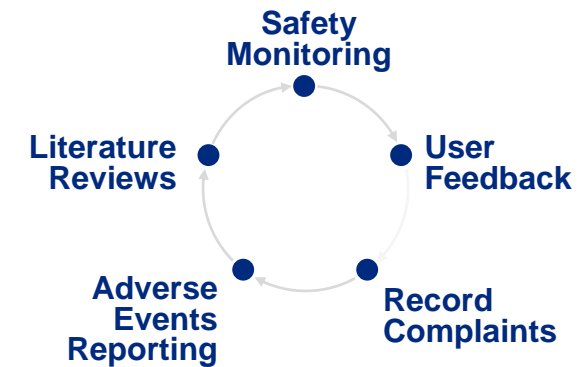 Safety
Monitoring
User
Feedback
Record
Complaints
Adverse
Events
Reporting
Literature
Reviews